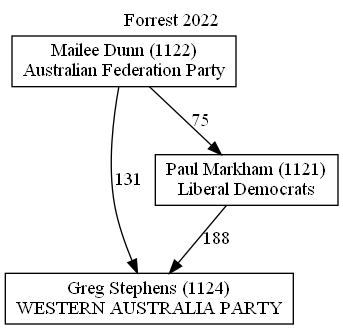 Forrest 2022
Mailee Dunn (1122)
Australian Federation Party
75
Paul Markham (1121)
Liberal Democrats
131
188
Greg Stephens (1124)
WESTERN AUSTRALIA PARTY